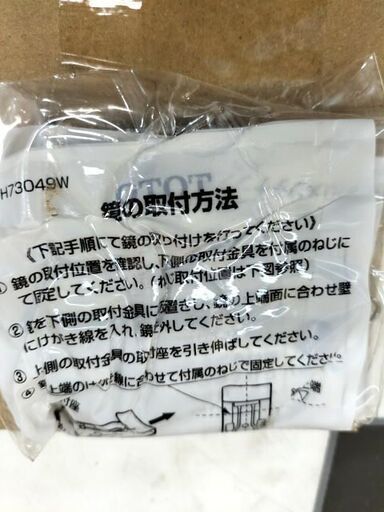 TOTO
H73049W
鏡の取付方法
《下記手順にて鏡の取り付けを行ってください》
① 鏡の取付位置を確認し、下側の取付金具を付属のねじに
て固定してください。(ねじ取付位置は下図参照)
② 鏡を下側の取付金具に置きし、鏡の上端面に合わせ壁
にけがき線を入れ、鏡を外してください。
③ 上側の取付金具の取付座を引き伸ばしてください。
上端のけがき線に合わせて付属のねじで固定してください。